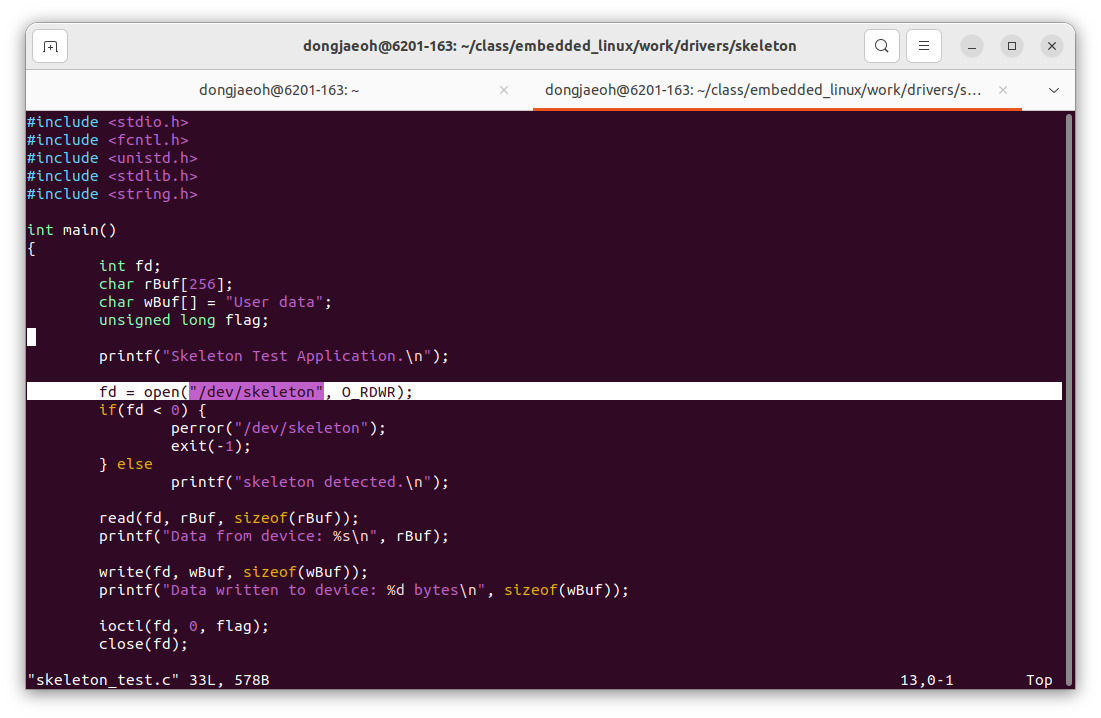 dongjaeoh@6201-163: ~/class/embedded_linux/work/drivers/skeleton
dongjaeoh@6201-163: ~
dongjaeoh@6201-163: ~/class/embedded_linux/work/drivers/s...
#include <stdio.h>
#include <fcntl.h>
#include <unistd.h>
#include <stdlib.h>
#include <string.h>
int main()
{
        int fd;
        char rBuf[256];
        char wBuf[] = "User data";
        unsigned long flag;
        printf("Skeleton Test Application.\n");
        fd = open("/dev/skeleton", O_RDWR);
        if(fd < 0) {
                perror("/dev/skeleton");
                exit(-1);
        } else
                printf("skeleton detected.\n");
        read(fd, rBuf, sizeof(rBuf));
        printf("Data from device: %s\n", rBuf);
        write(fd, wBuf, sizeof(wBuf));
        printf("Data written to device: %d bytes\n", sizeof(wBuf));
        ioctl(fd, 0, flag);
        close(fd);
"skeleton_test.c" 33L, 578B 13,0-1 Top